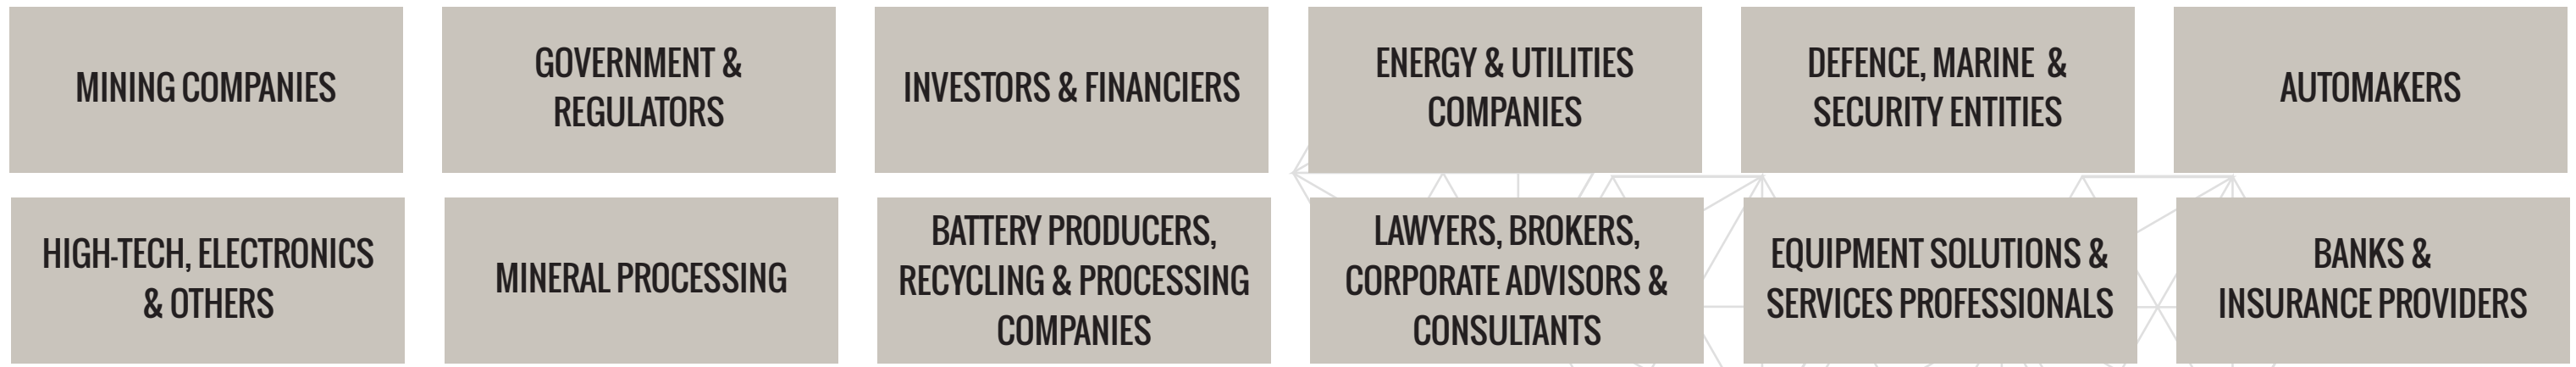 MINING COMPANIES
GOVERNMENT &
REGULATORS
INVESTORS & FINANCIERS
ENERGY & UTILITIES
COMPANIES
DEFENCE, MARINE &
SECURITY ENTITIES
AUTOMAKERS
HIGH-TECH, ELECTRONICS
& OTHERS
MINERAL PROCESSING
BATTERY PRODUCERS,
RECYCLING & PROCESSING
COMPANIES
LAWYERS, BROKERS,
CORPORATE ADVISORS &
CONSULTANTS
EQUIPMENT SOLUTIONS &
SERVICES PROFESSIONALS
BANKS &
INSURANCE PROVIDERS